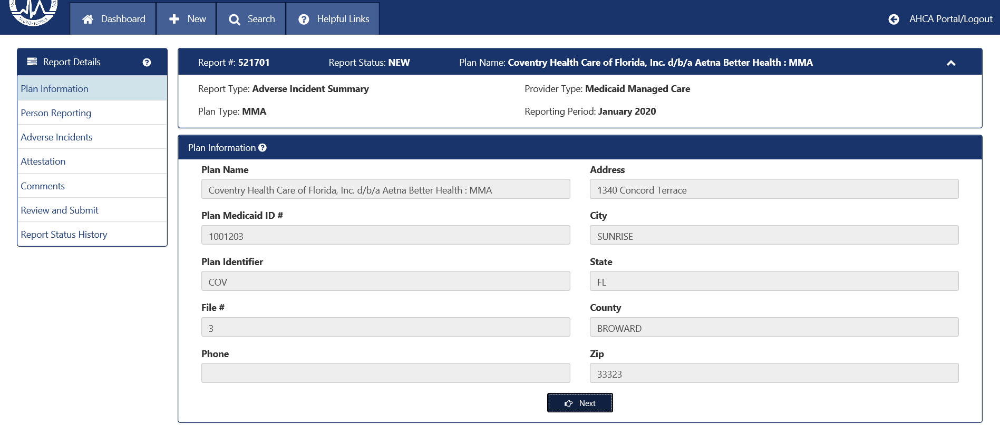 Dashboard
New
Search
Helpful Links
AHCA Portal/Logout
STATE OF FLORIDA
Report Details
Plan Information
Person Reporting
Adverse Incidents
Attestation
Comments
Review and Submit
Report Status History
Report #: 521701 Report Status: NEW Plan Name: Coventry Health Care of Florida, Inc. d/b/a Aetna Better Health : MMA
Report Type: Adverse Incident Summary Provider Type: Medicaid Managed Care
Plan Type: MMA Reporting Period: January 2020
Plan Information
Plan Name
Coventry Health Care of Florida, Inc. d/b/a Aetna Better Health : MMA
Address
1340 Concord Terrace
Plan Medicaid ID #
1001203
City
SUNRISE
Plan Identifier
COV
State
FL
File #
3
County
BROWARD
Phone
Zip
33323
Next